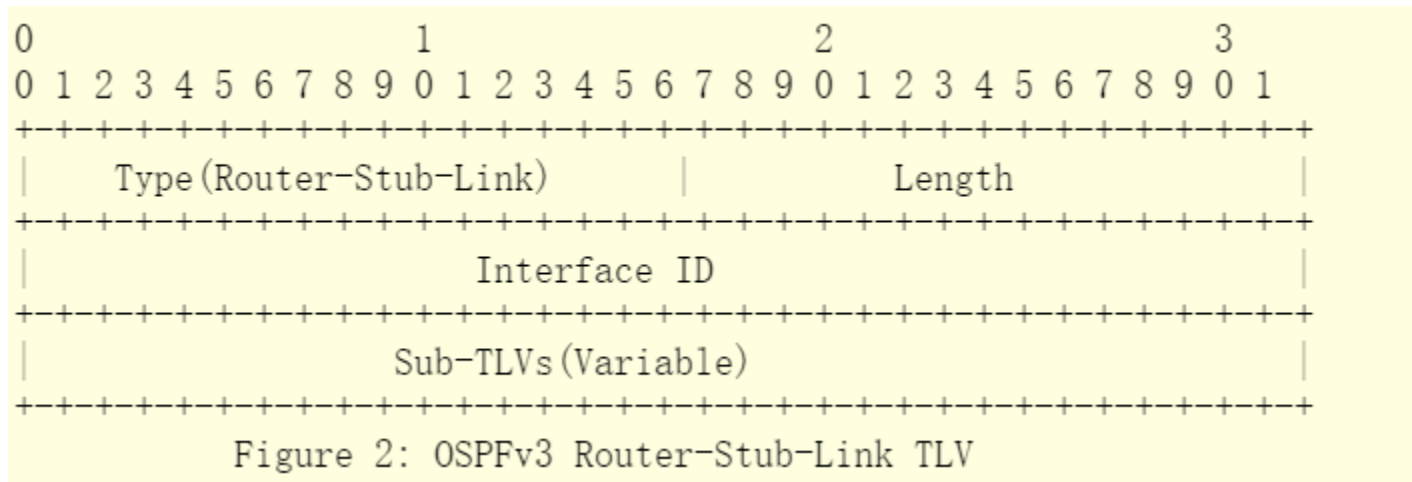 0                   1                   2                   3
0 1 2 3 4 5 6 7 8 9 0 1 2 3 4 5 6 7 8 9 0 1 2 3 4 5 6 7 8 9 0 1
+-+-+-+-+-+-+-+-+-+-+-+-+-+-+-+-+-+-+-+-+-+-+-+-+-+-+-+-+-+-+-+-+
|    Type(Router-Stub-Link)      |          Length              |
+-+-+-+-+-+-+-+-+-+-+-+-+-+-+-+-+-+-+-+-+-+-+-+-+-+-+-+-+-+-+-+-+
|                      Interface ID                             |
+-+-+-+-+-+-+-+-+-+-+-+-+-+-+-+-+-+-+-+-+-+-+-+-+-+-+-+-+-+-+-+-+
|                  Sub-TLVs(Variable)                           |
+-+-+-+-+-+-+-+-+-+-+-+-+-+-+-+-+-+-+-+-+-+-+-+-+-+-+-+-+-+-+-+-+
Figure 2: OSPFv3 Router-Stub-Link TLV